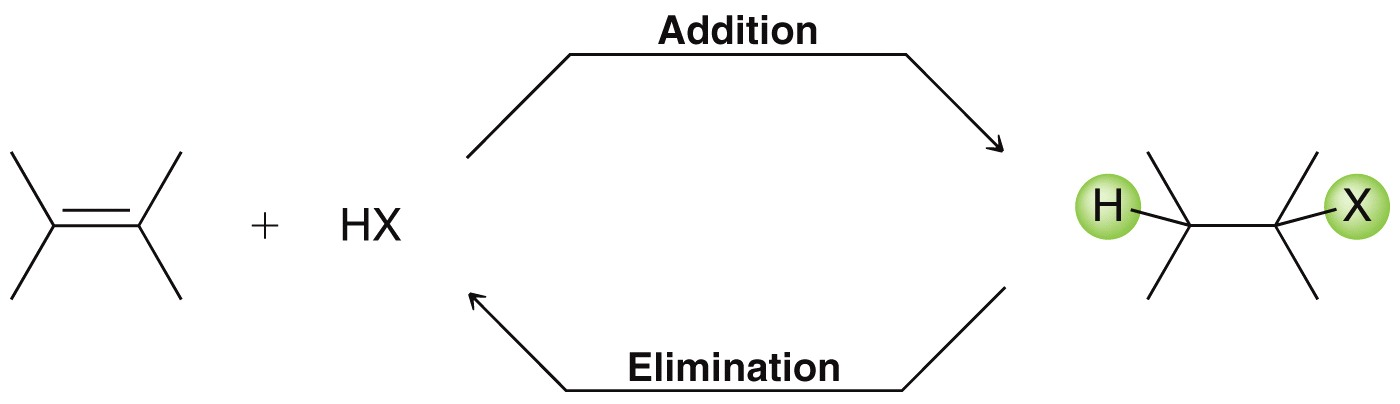 Addition
+ HX
H X
Elimination